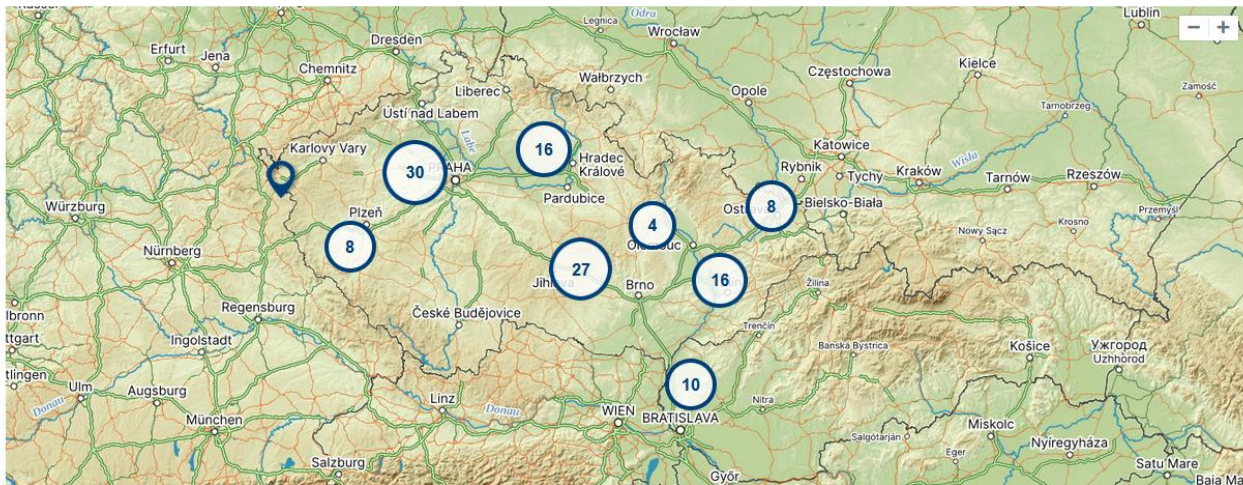 Lublin
Legnica
Odra
Wrocław
Dresden
Erfurt
Jena
Chemnitz
Kielce
Częstochowa
Wałbrzych
Liberec
Opole
Zamość
Ústí nad Labem
Tarnobrzeg
Labe
Karlovy Vary
16
Hradec
Králové
Katowice
Wisła
30
PRAHA
Rybnik
Tychy
Kraków
Tarnów
Rzeszów
Pardubice
Würzburg
Plzeň
4
8
Bielsko-Biała
Przemyśl
Krosno
Nowy Sącz
8
Olomouc
Nürnberg
27
Jihlava
Brno
16
Žilina
Regensburg
České Budějovice
Trenčín
Ingolstadt
Banská Bystrica
Košice
Ужгород
Uzhhorod
Ulm
Augsburg
10
Donau
Linz
Donau
WIEN
BRATISLAVA
Nitra
München
Miskolc
Salgótarján
Nyíregyháza
Eger
Salzburg
Győr
Satu Mare